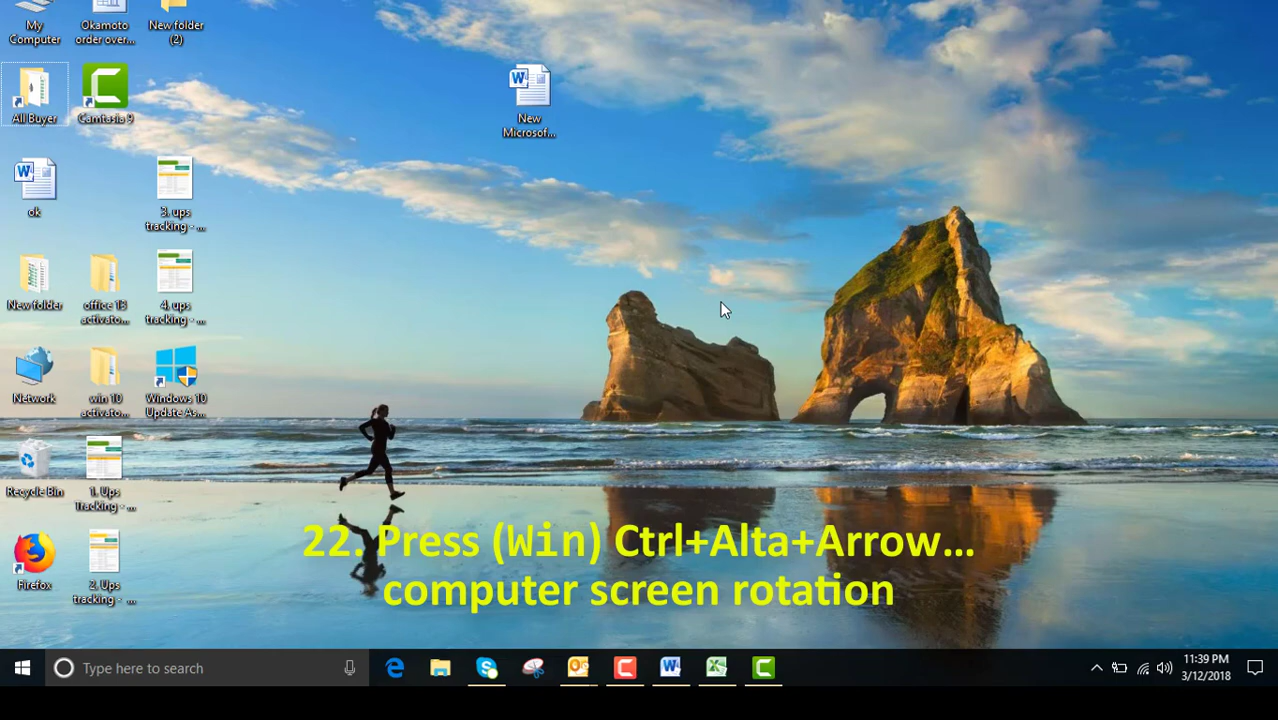 My
Computer
Okamoto
order over...
New folder
(2)
All Buyer
Camtasia 9
New
Microsof...
ok
3. ups
tracking - ...
New folder
office 13
activato...
4. ups
tracking - ...
Network
win 10
activato...
Windows 10
Update As...
Recycle Bin
1. Ups
Tracking - ...
Firefox
2. Ups
tracking - ...
22. Press (Win) Ctrl+Alta+Arrow...
computer screen rotation
Type here to search
11:39 PM
3/12/2018